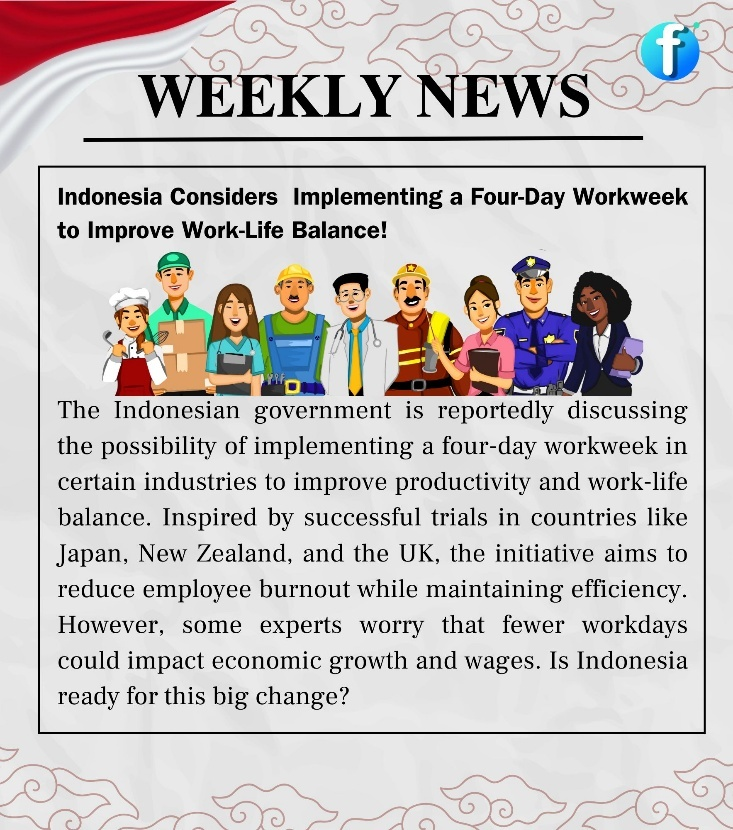 f
WEEKLY NEWS
Indonesia Considers Implementing a Four-Day Workweek
to Improve Work-Life Balance!
The Indonesian government is reportedly discussing
the possibility of implementing a four-day workweek in
certain industries to improve productivity and work-life
balance. Inspired by successful trials in countries like
Japan, New Zealand, and the UK, the initiative aims to
reduce employee burnout while maintaining efficiency.
However, some experts worry that fewer workdays
could impact economic growth and wages. Is Indonesia
ready for this big change?